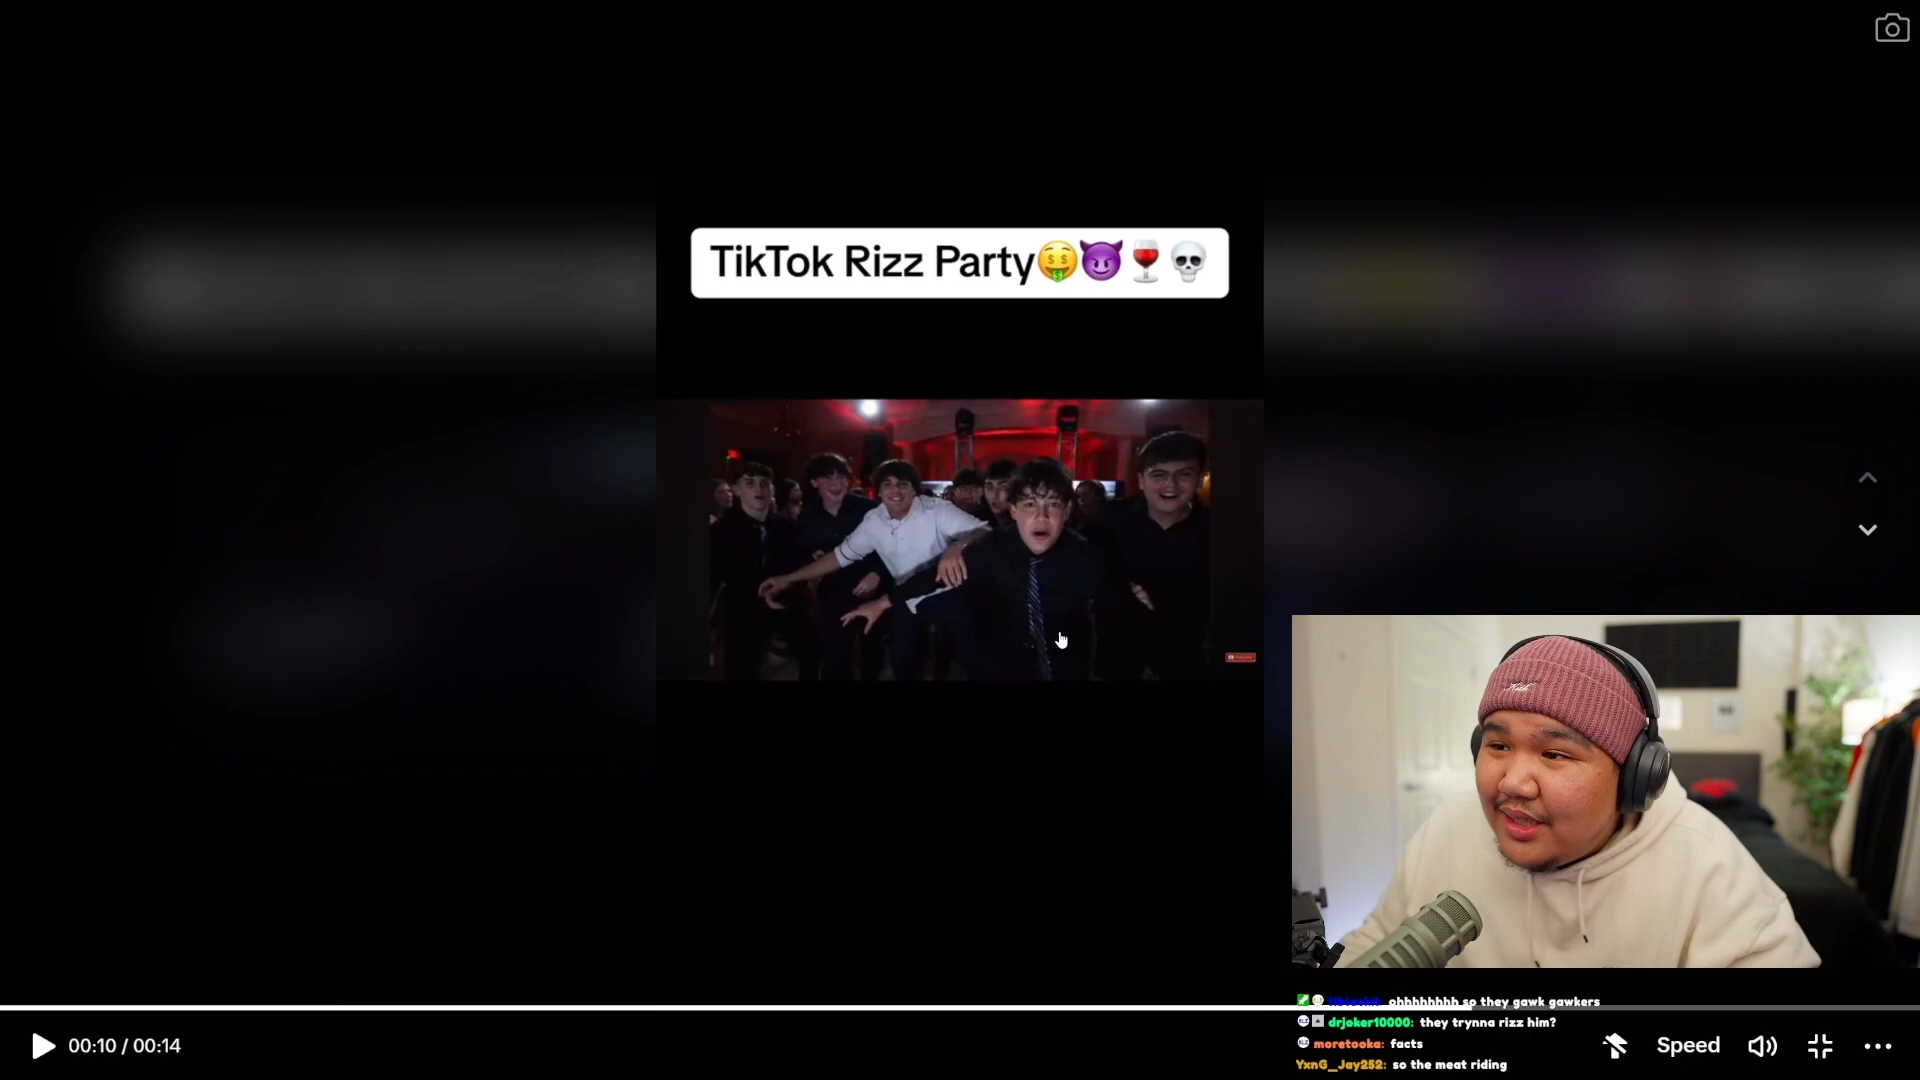 TikTok Rizz Party🤑😈🍷💀
ohhhhhhhh so they gawk gawkers
drjoker10000: they trynna rizz him?
moretooka: facts
YxnG_Jay252: so the meat riding
00:10 / 00:14
Speed